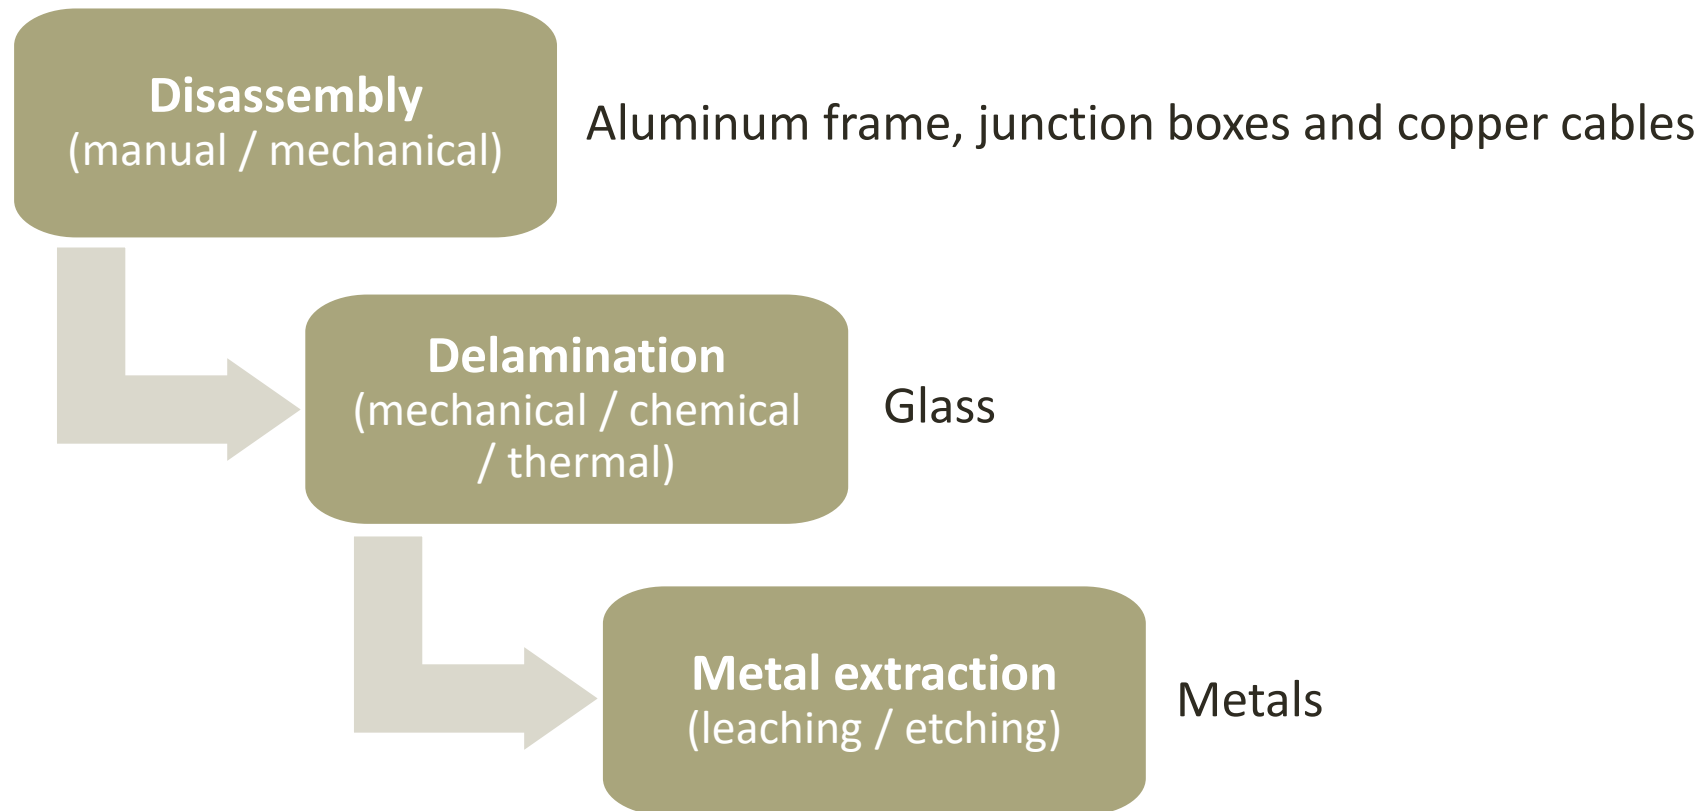 Disassembly
(manual / mechanical)
Aluminum frame, junction boxes and copper cables
Delamination
(mechanical / chemical
/ thermal)
Glass
Metal extraction
(leaching / etching)
Metals